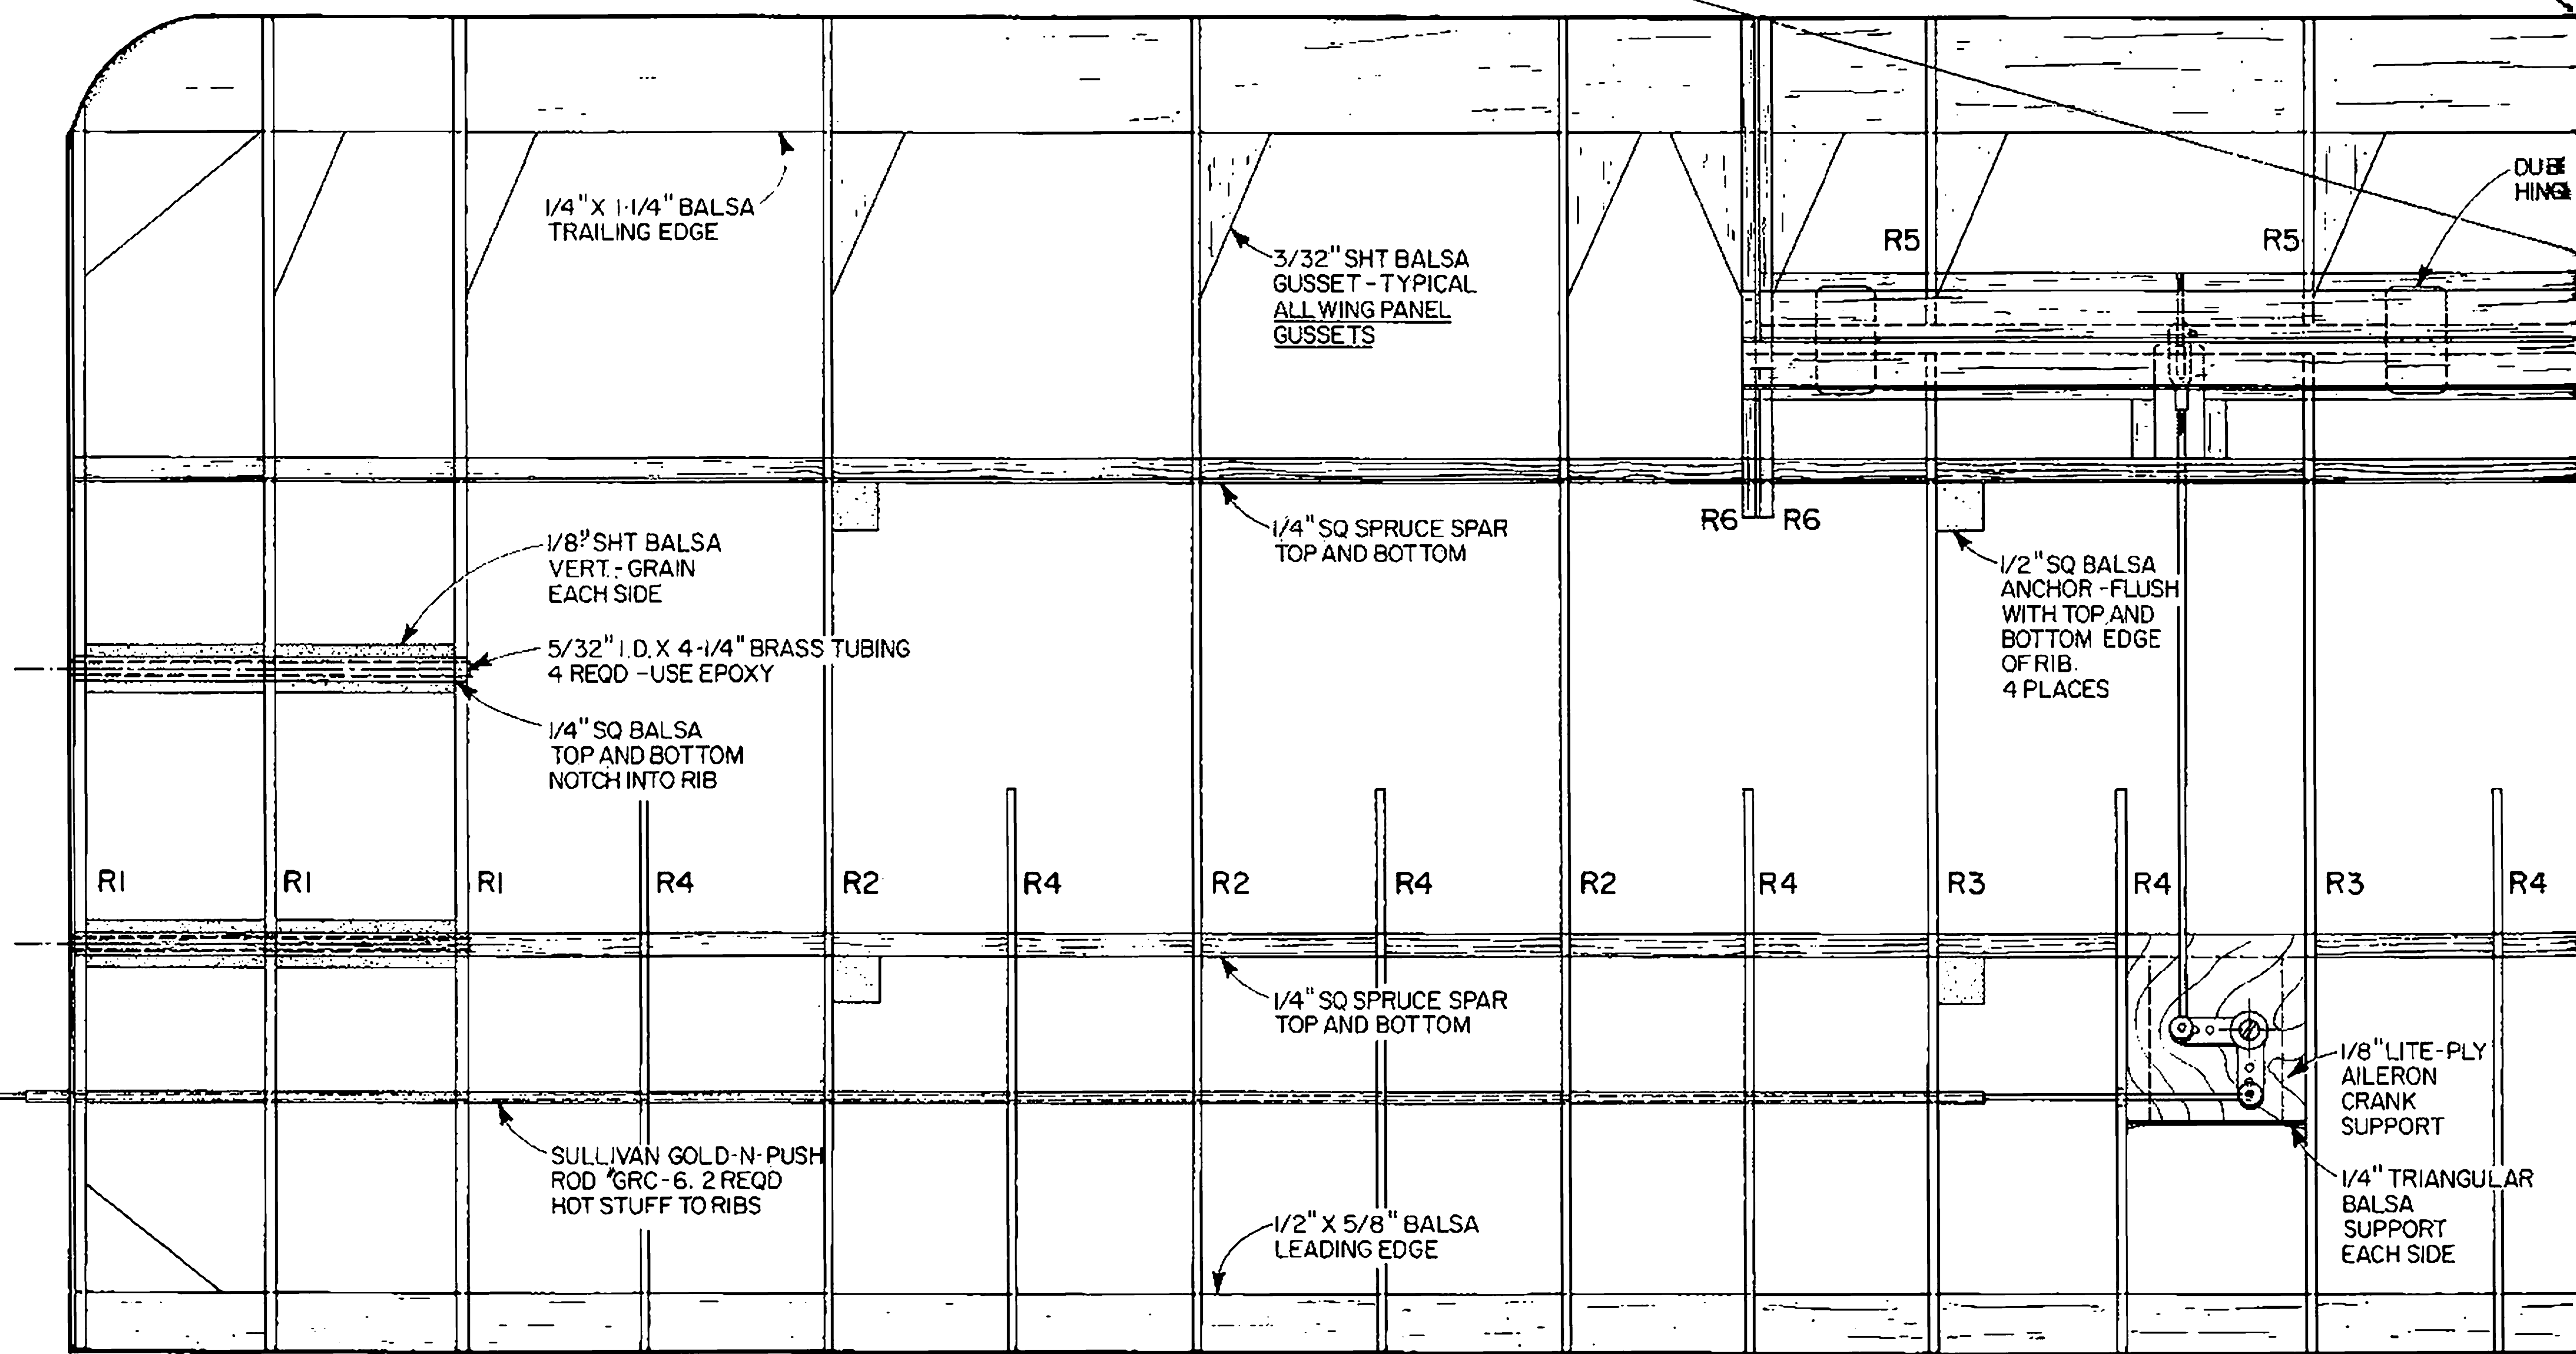 1/4" X 1-1/4" BALSA
TRAILING EDGE
3/32" SHT BALSA
GUSSET - TYPICAL
ALL WING PANEL
GUSSETS
R5
R5
1/8" SHT BALSA
VERT. - GRAIN
EACH SIDE
1/4" SQ SPRUCE SPAR
TOP AND BOTTOM
R6
R6
1/2" SQ BALSA
ANCHOR - FLUSH
WITH TOP AND
BOTTOM EDGE
OF RIB.
4 PLACES
5/32" I.D. X 4-1/4" BRASS TUBING
4 REQD - USE EPOXY
1/4" SQ BALSA
TOP AND BOTTOM
NOTCH INTO RIB
R1
R1
R1
R4
R2
R4
R2
R4
R2
R4
R3
R4
R3
R4
1/4" SQ SPRUCE SPAR
TOP AND BOTTOM
1/8" LITE-PLY
AILERON
CRANK
SUPPORT
SULLIVAN GOLD-N-PUSH
ROD #GRC-6. 2 REQD
HOT STUFF TO RIBS
1/4" TRIANGULAR
BALSA
SUPPORT
EACH SIDE
1/2" X 5/8" BALSA
LEADING EDGE